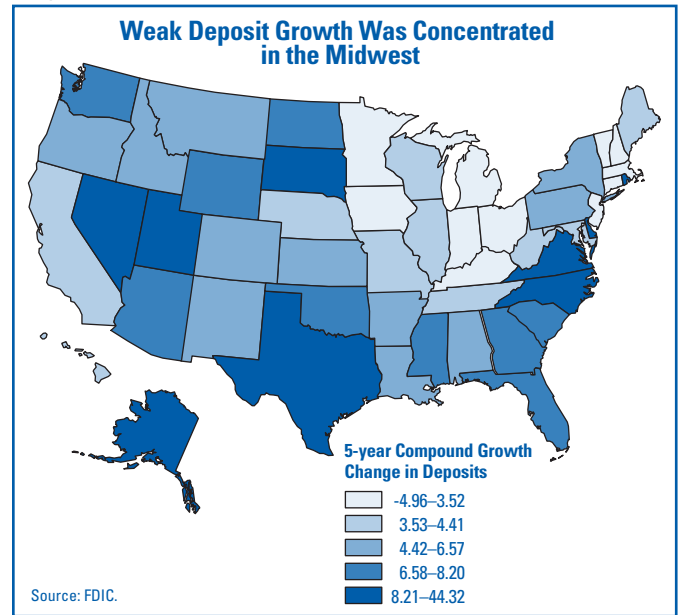 Weak Deposit Growth Was Concentrated
in the Midwest
5-year Compound Growth
Change in Deposits
-4.96–3.52
3.53–4.41
4.42–6.57
6.58–8.20
8.21–44.32
Source: FDIC.